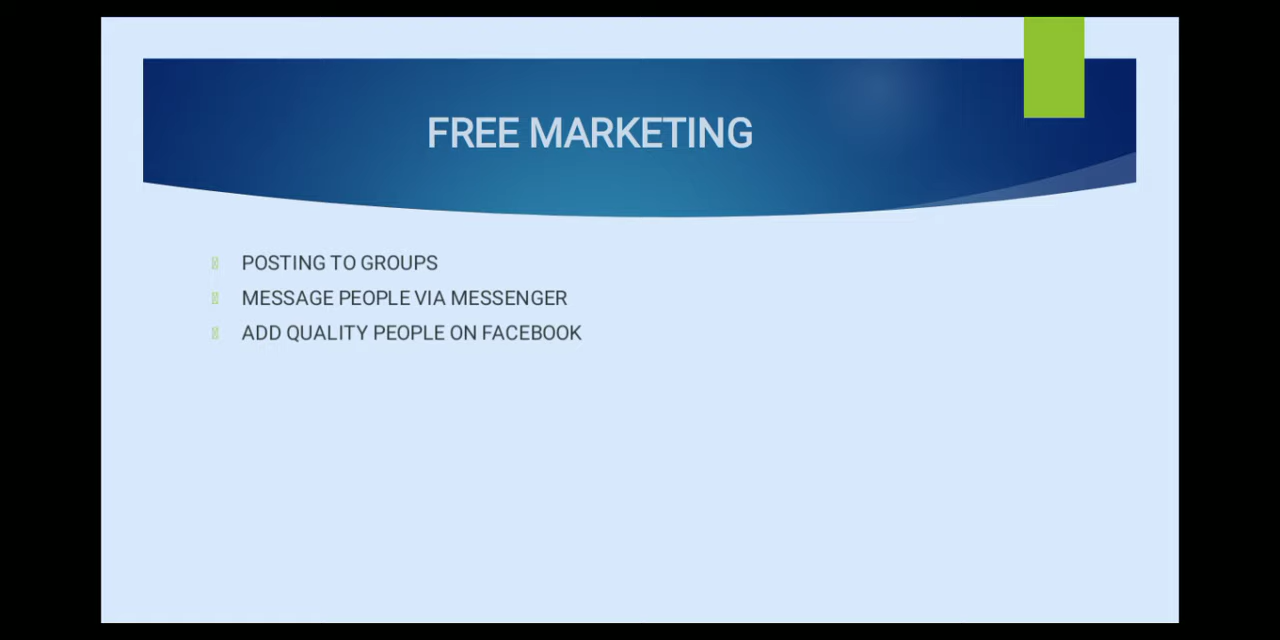 FREE MARKETING
POSTING TO GROUPS
MESSAGE PEOPLE VIA MESSENGER
ADD QUALITY PEOPLE ON FACEBOOK